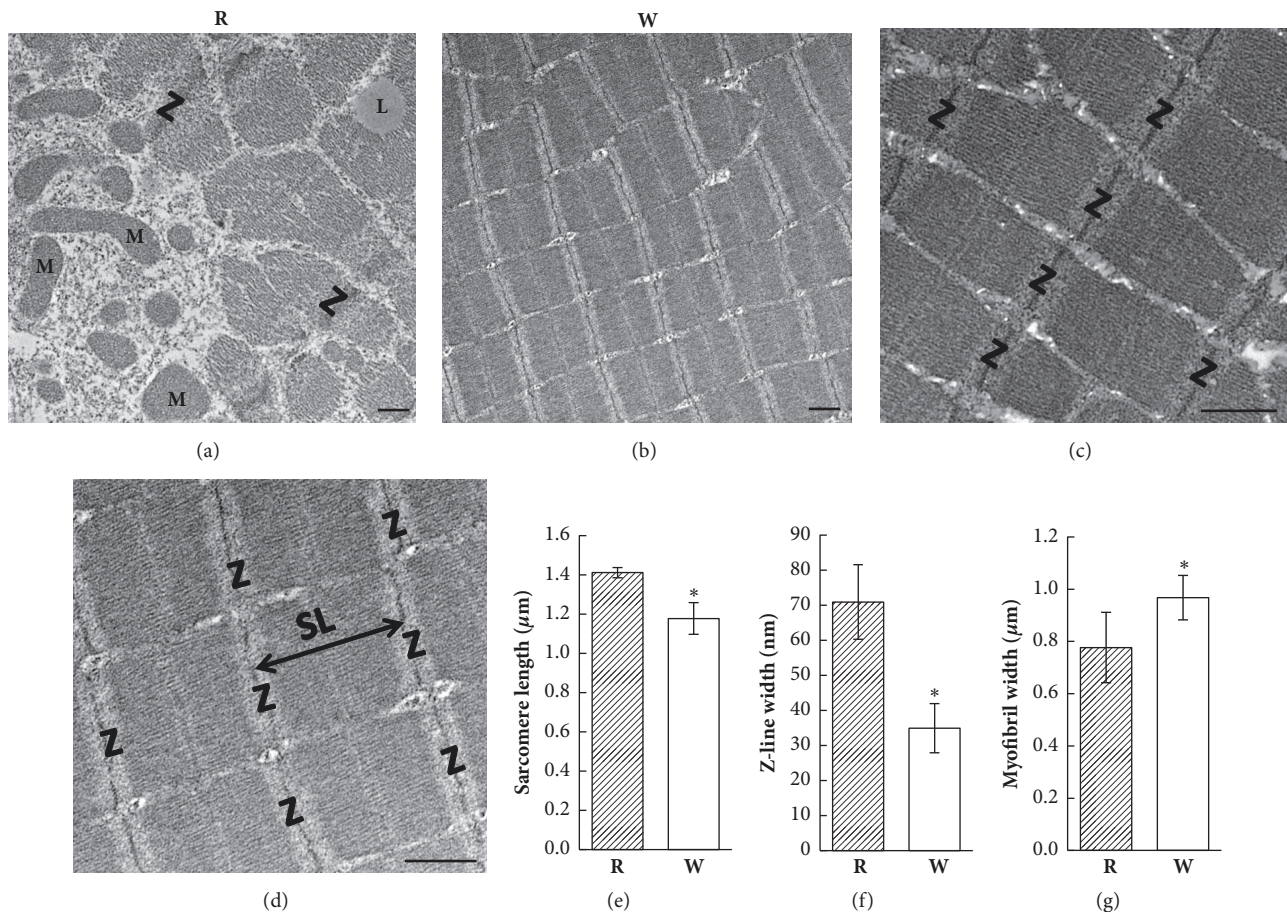 R
W
Z
L
M
M
Z
M
(a)
(b)
Z
Z
Z
Z
Z
Z
(c)
Z
Z
SL
Z
Z
Z
Z
Z
(d)
Sarcomere length (μm)
1.6
1.4
1.2
1.0
0.8
0.6
0.4
0.2
0.0
*
R
W
(e)
Z-line width (nm)
90
80
70
60
50
40
30
20
10
0
*
R
W
(f)
Myofibril width (μm)
1.2
1.0
0.8
0.6
0.4
0.2
0.0
*
R
W
(g)